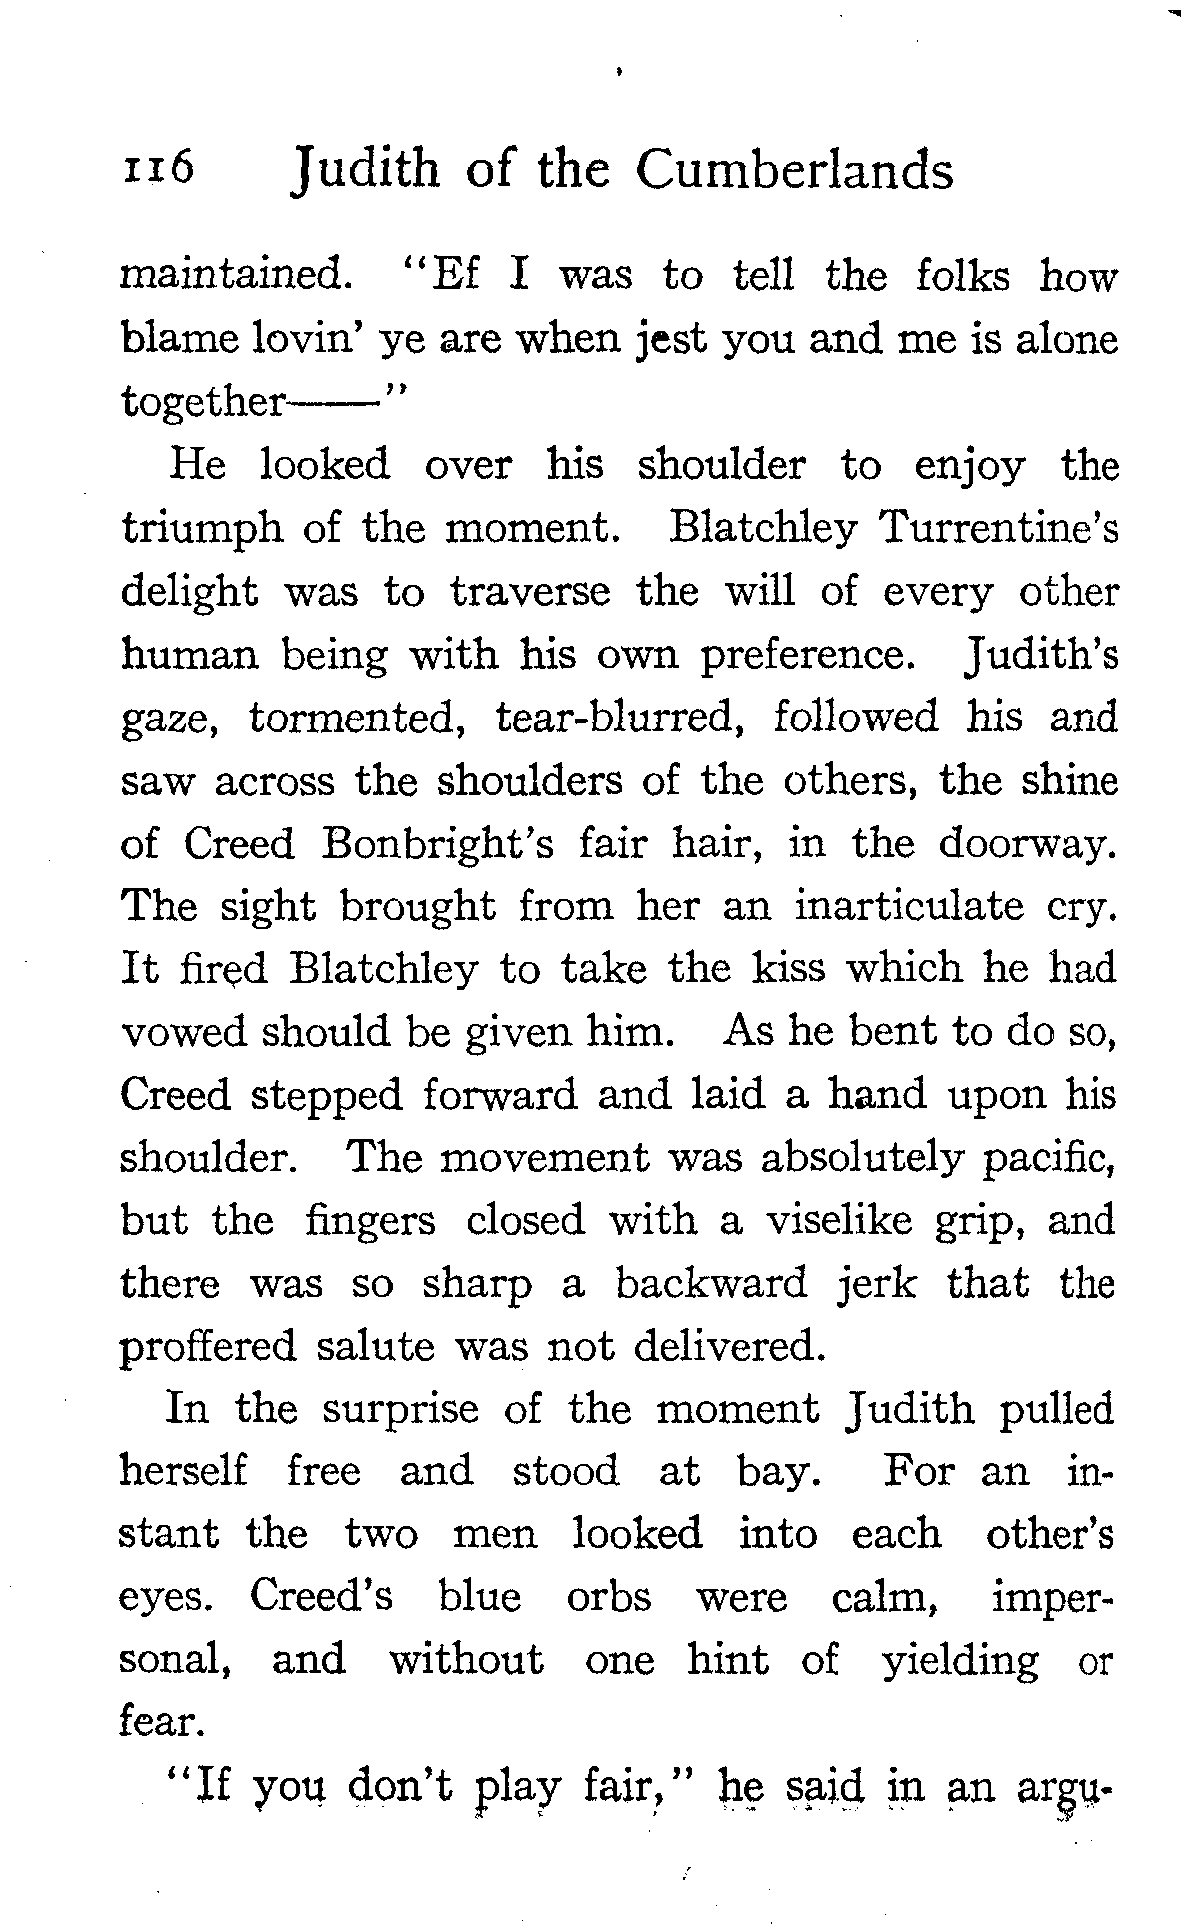 116 Judith of the Cumberlands
maintained. "Ef I was to tell the folks how
blame lovin' ye are when jest you and me is alone
together——"
He looked over his shoulder to enjoy the
triumph of the moment. Blatchley Turrentine's
delight was to traverse the will of every other
human being with his own preference. Judith's
gaze, tormented, tear-blurred, followed his and
saw across the shoulders of the others, the shine
of Creed Bonbright's fair hair, in the doorway.
The sight brought from her an inarticulate cry.
It fired Blatchley to take the kiss which he had
vowed should be given him. As he bent to do so,
Creed stepped forward and laid a hand upon his
shoulder. The movement was absolutely pacific,
but the fingers closed with a viselike grip, and
there was so sharp a backward jerk that the
proffered salute was not delivered.
In the surprise of the moment Judith pulled
herself free and stood at bay. For an in-
stant the two men looked into each other's
eyes. Creed's blue orbs were calm, imper-
sonal, and without one hint of yielding or
fear.
"If you don't play fair," he said in an argu-